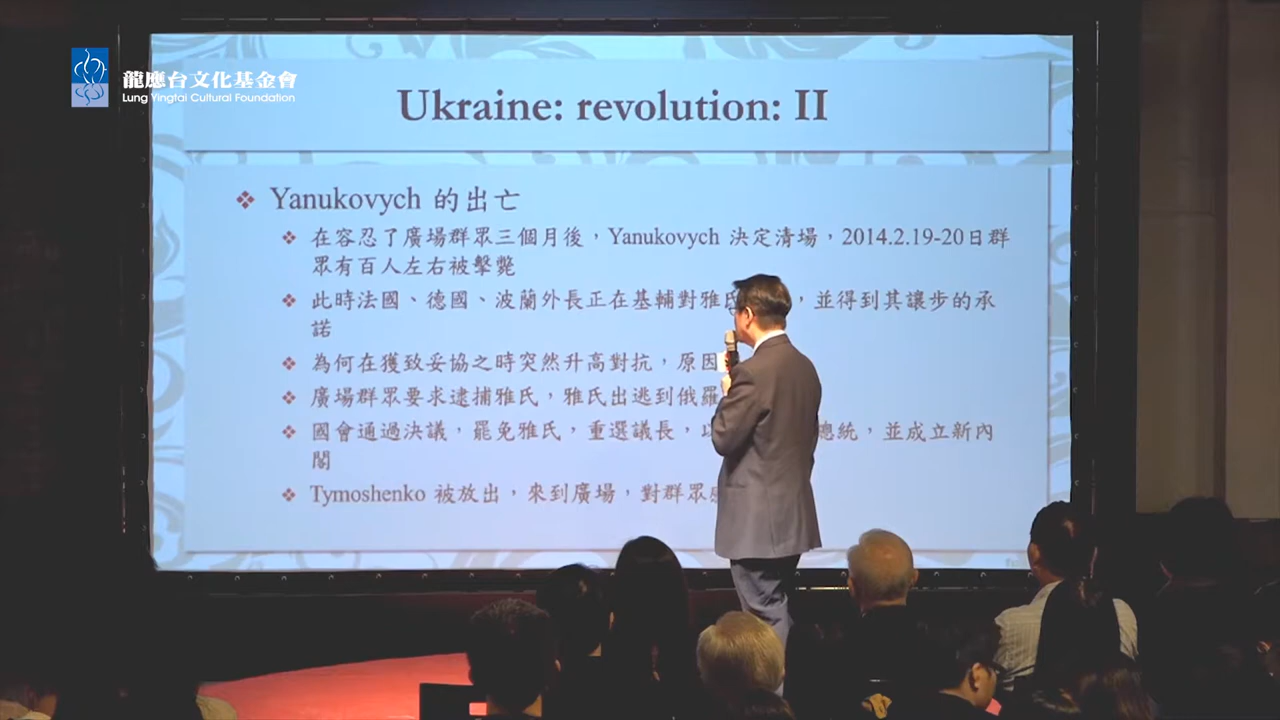 龍應台文化基金會
Lung Yingtai Cultural Foundation
Ukraine: revolution: II
Yanukovych 的出亡
在容忍了廣場群眾三個月後，Yanukovych 決定清場，2014.2.19-20日群
眾有百人左右被擊斃
此時法國、德國、波蘭外長正在基輔對雅氏，並得到其讓步的承
諾
為何在獲致妥協之時突然升高對抗，原因
廣場群眾要求逮捕雅氏，雅氏出逃到俄羅
國會通過決議，罷免雅氏，重選議長，以總統，並成立新內
閣
Tymoshenko 被放出，來到廣場，對群眾